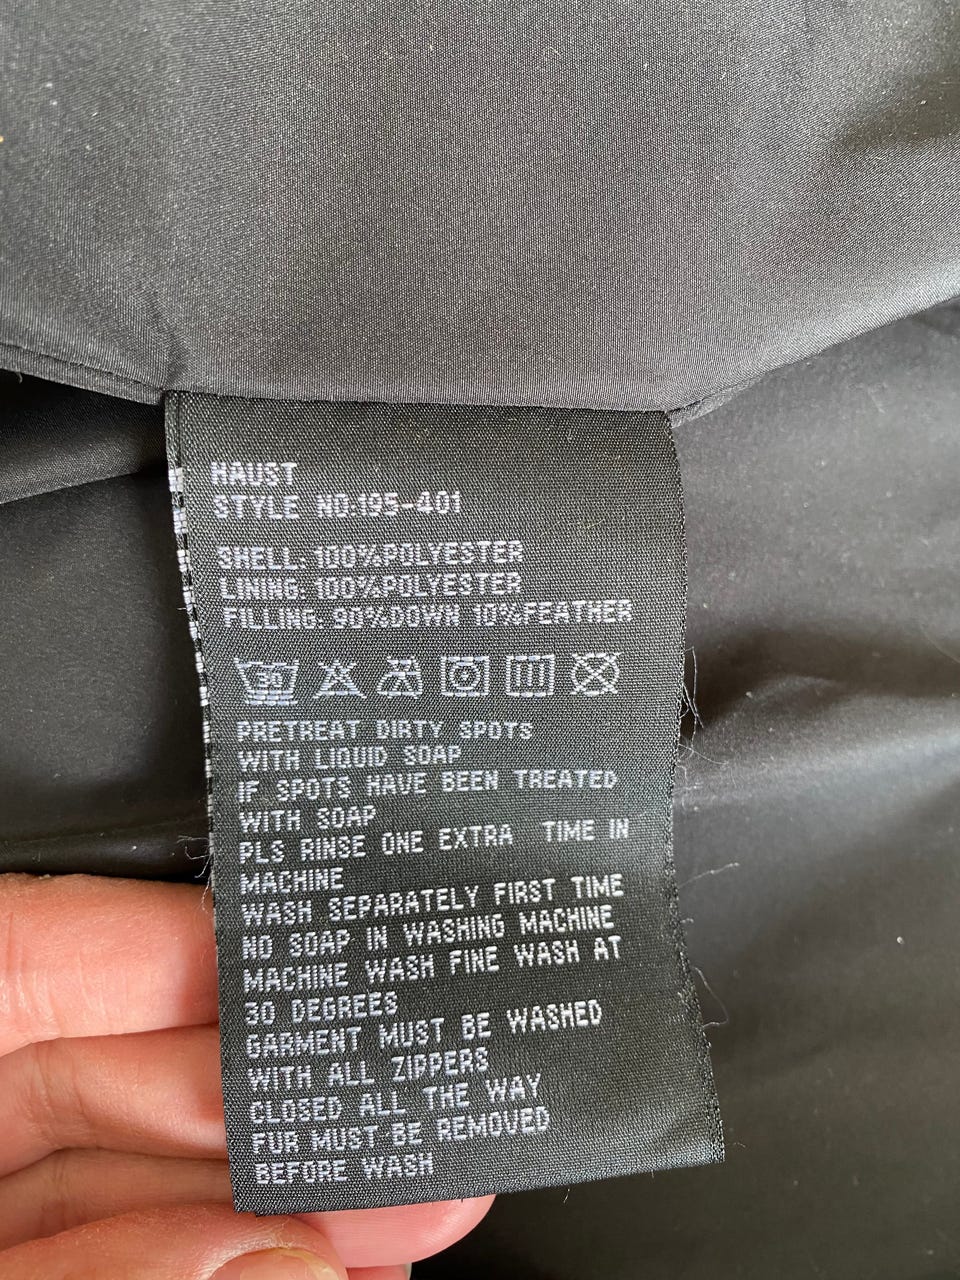 HAUST
STYLE NO:195-401
SHELL: 100%POLYESTER
LINING: 100%POLYESTER
FILLING: 90%DOWN 10%FEATHER
30
PRETREAT DIRTY SPOTS
WITH LIQUID SOAP
IF SPOTS HAVE BEEN TREATED
WITH SOAP
PLS RINSE ONE EXTRA TIME IN
MACHINE
WASH SEPARATELY FIRST TIME
NO SOAP IN WASHING MACHINE
MACHINE WASH FINE WASH AT
30 DEGREES
GARMENT MUST BE WASHED
WITH ALL ZIPPERS
CLOSED ALL THE WAY
FUR MUST BE REMOVED
BEFORE WASH